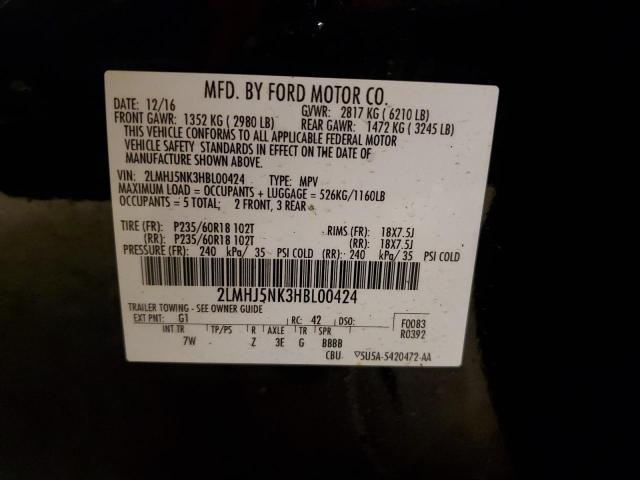 MFD. BY FORD MOTOR CO.
DATE: 12/16 GVWR: 2817 KG ( 6210 LB)
FRONT GAWR: 1352 KG ( 2980 LB) REAR GAWR: 1472 KG ( 3245 LB)
THIS VEHICLE CONFORMS TO ALL APPLICABLE FEDERAL MOTOR
VEHICLE SAFETY STANDARDS IN EFFECT ON THE DATE OF
MANUFACTURE SHOWN ABOVE.
VIN: 2LMHJ5NK3HBL00424 TYPE: MPV
MAXIMUM LOAD = OCCUPANTS + LUGGAGE = 526KG/1160LB
OCCUPANTS = 5 TOTAL; 2 FRONT, 3 REAR
TIRE (FR): P235/60R18 102T RIMS (FR): 18X7.5J
(RR): P235/60R18 102T (RR): 18X7.5J
PRESSURE (FR): 240 kPa/ 35 PSI COLD (RR): 240 kPa/ 35 PSI COLD
2LMHJ5NK3HBL00424
TRAILER TOWING - SEE OWNER GUIDE
EXT PNT: G1 RC: 42 DSO: F0083
INT TR TP/PS R AXLE TR SPR R0392
7W Z 3E G BBBB
CBU SU5A-5420472-AA